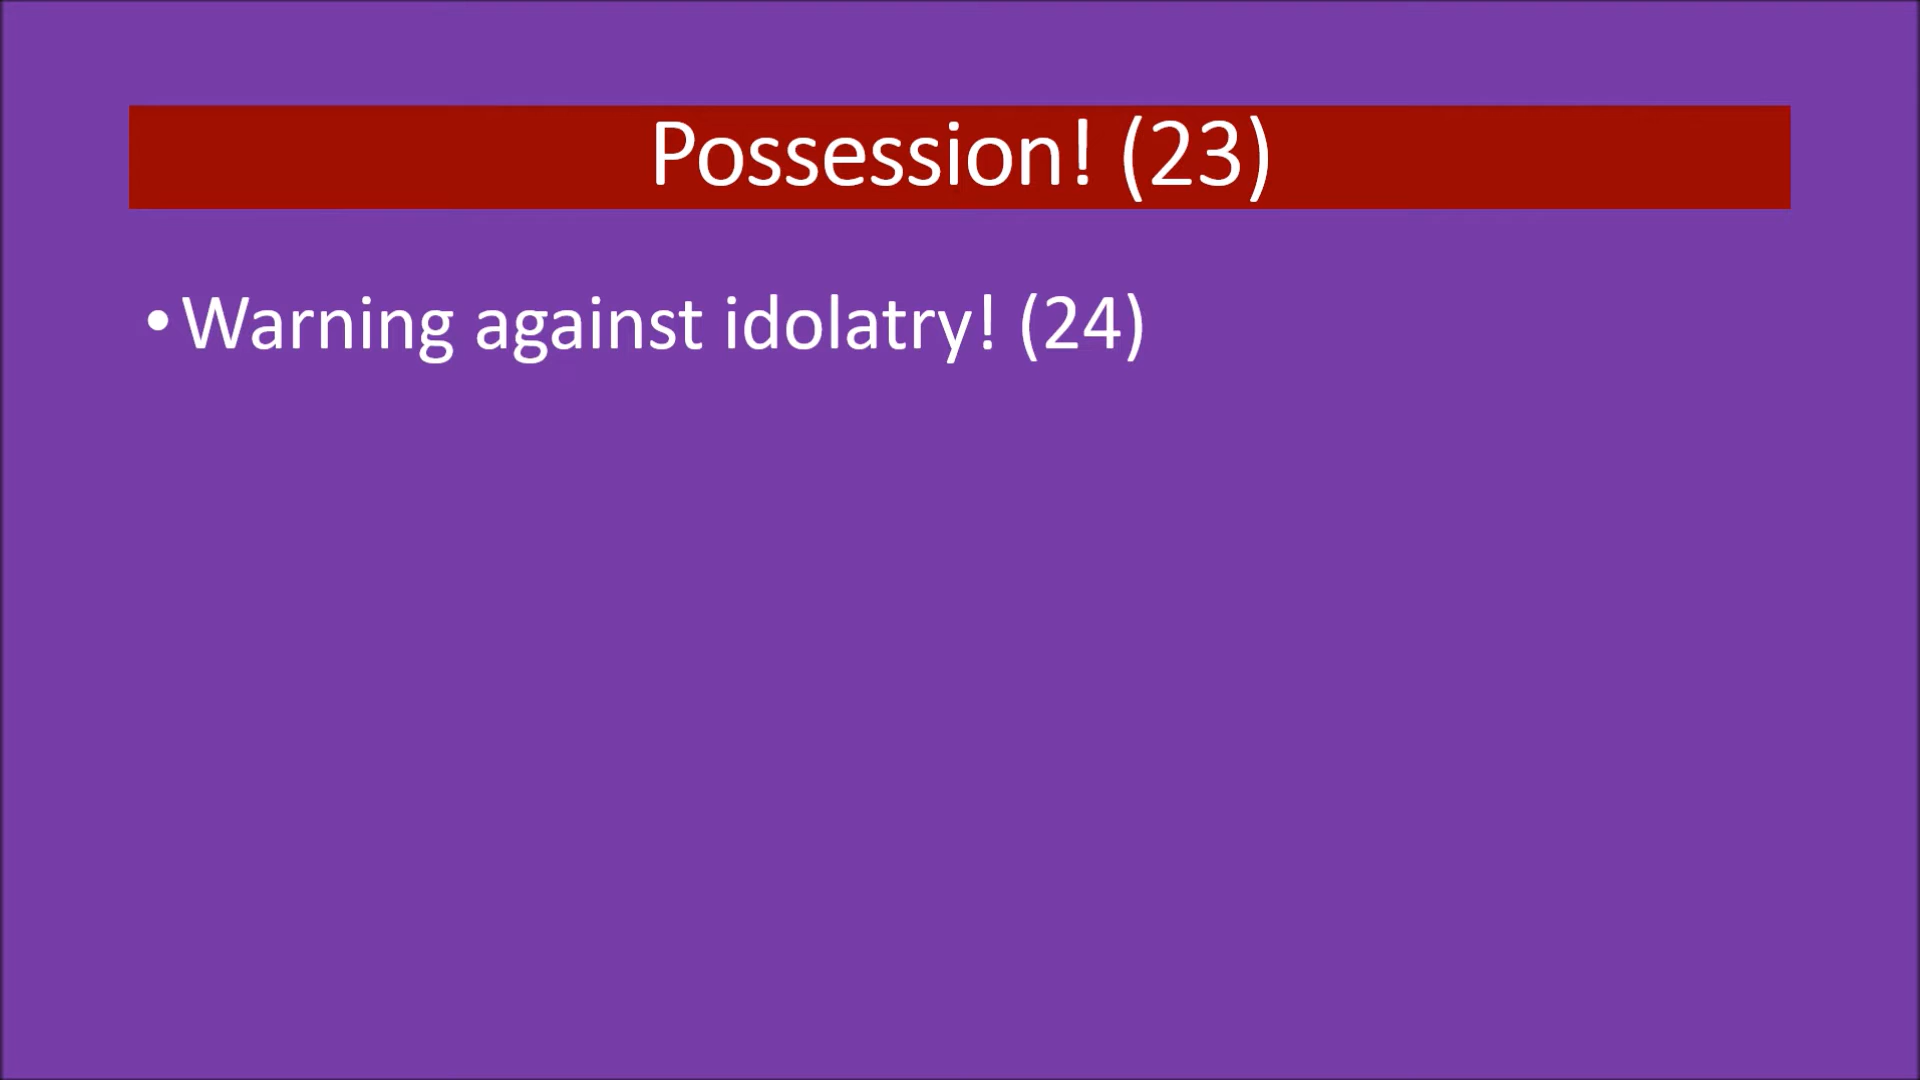 Possession! (23)
• Warning against idolatry! (24)